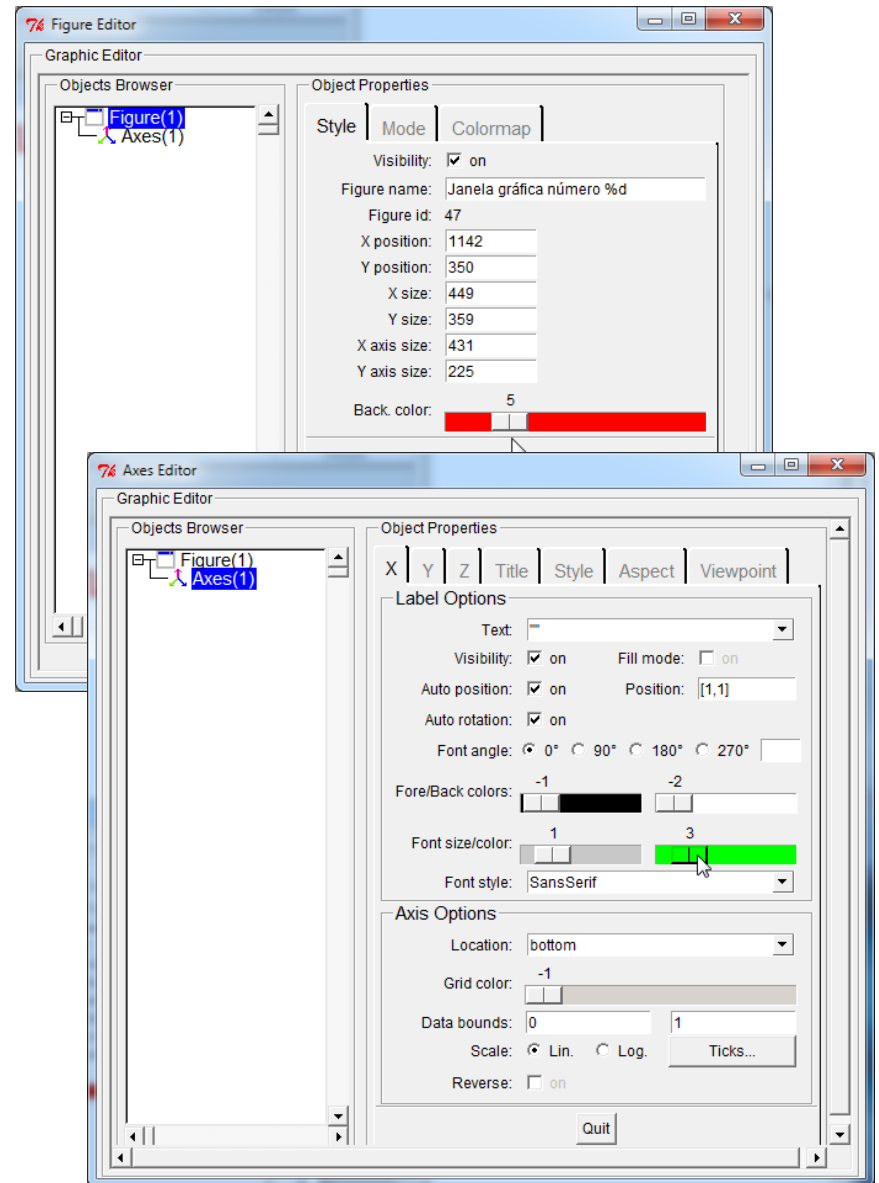 Figure Editor
Graphic Editor
Objects Browser
Object Properties
Figure(1)
Axes(1)
Style Mode Colormap
Visibility: on
Figure name: Janela gráfica número %d
Figure id: 47
X position: 1142
Y position: 350
X size: 449
Y size: 359
X axis size: 431
Y axis size: 225
5
Back. color:
Axes Editor
Graphic Editor
Objects Browser
Object Properties
Figure(1)
Axes(1)
X Y Z Title Style Aspect Viewpoint
Label Options
Text: ""
Visibility: on Fill mode: on
Auto position: on Position: [1,1]
Auto rotation: on
Font angle: 0° 90° 180° 270°
-1 -2
Fore/Back colors:
1 3
Font size/color:
Font style: SansSerif
Axis Options
Location: bottom
-1
Grid color:
Data bounds: 0 1
Scale: Lin. Log. Ticks...
Reverse: on
Quit